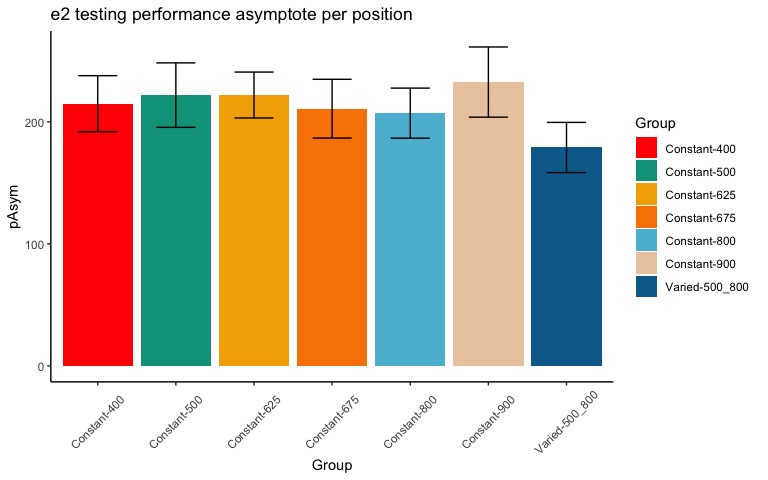 e2 testing performance asymptote per position
pAsym
200
100
0
Constant-400
Constant-500
Constant-625
Constant-675
Constant-800
Constant-900
Varied-500_800
Group
Group
Constant-400
Constant-500
Constant-625
Constant-675
Constant-800
Constant-900
Varied-500_800